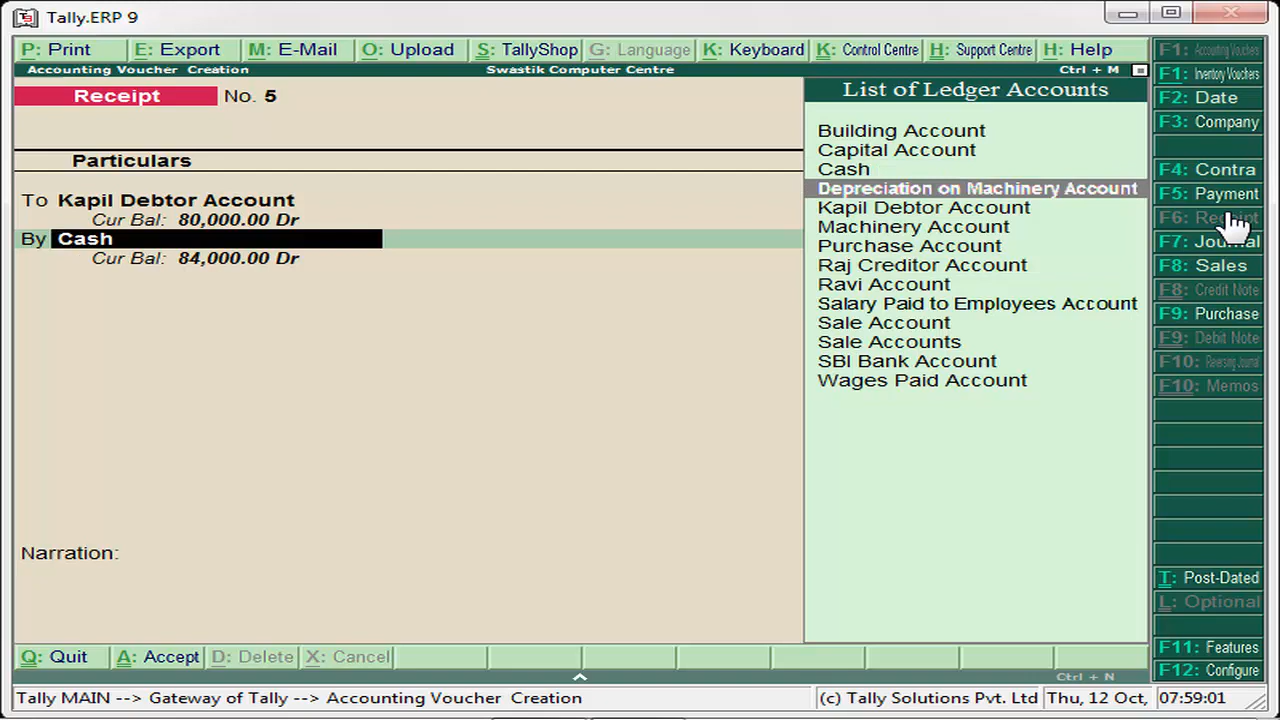 Tally.ERP 9
P: Print E: Export M: E-Mail O: Upload S: TallyShop G: Language K: Keyboard K: Control Centre H: Support Centre H: Help
Accounting Voucher Creation Swastik Computer Centre Ctrl + M
Receipt No. 5
Particulars
To Kapil Debtor Account
Cur Bal: 80,000.00 Dr
By Cash
Cur Bal: 84,000.00 Dr
Narration:
List of Ledger Accounts
Building Account
Capital Account
Cash
Depreciation on Machinery Account
Kapil Debtor Account
Machinery Account
Purchase Account
Raj Creditor Account
Ravi Account
Salary Paid to Employees Account
Sale Account
Sale Accounts
SBI Bank Account
Wages Paid Account
F1: Accounting Vouchers
F1: Inventory Vouchers
F2: Date
F3: Company
F4: Contra
F5: Payment
F6: Receipt
F7: Journal
F8: Sales
F8: Credit Note
F9: Purchase
F9: Debit Note
F10: Reversing Journal
F10: Memos
T: Post-Dated
L: Optional
F11: Features
F12: Configure
Q: Quit A: Accept D: Delete X: Cancel
Ctrl + N
Tally MAIN --> Gateway of Tally --> Accounting Voucher Creation (c) Tally Solutions Pvt. Ltd Thu, 12 Oct, 07:59:01